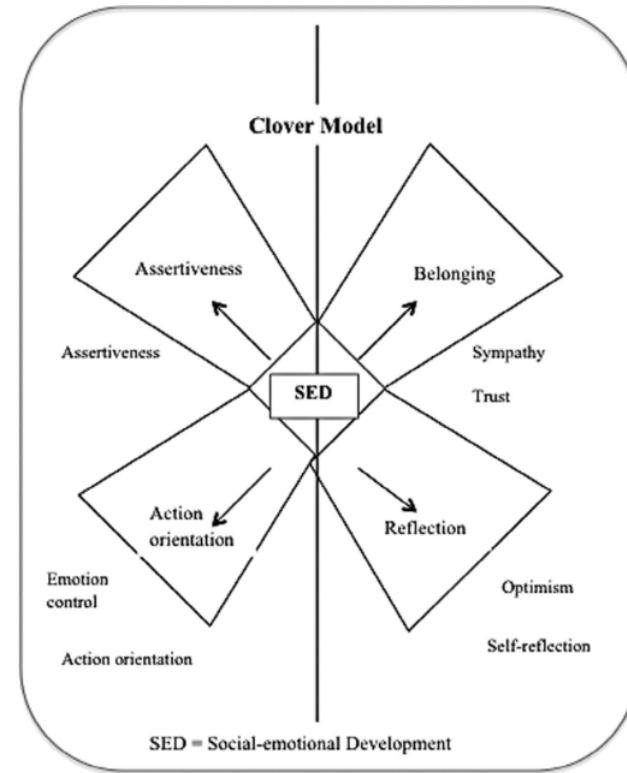 Clover Model
Assertiveness
Belonging
Assertiveness
Sympathy
SED
Trust
Action
orientation
Reflection
Emotion
control
Optimism
Self-reflection
Action orientation
SED = Social-emotional Development